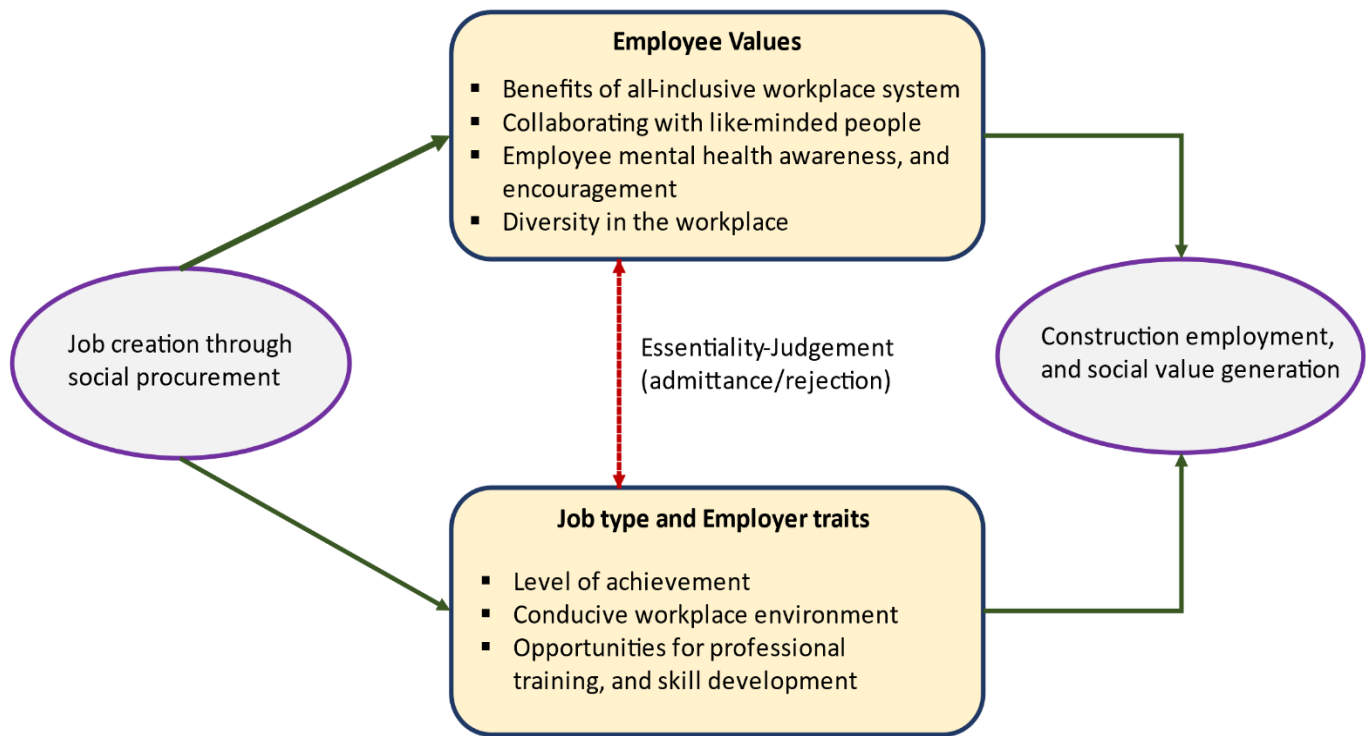 Employee Values
▪ Benefits of all-inclusive workplace system
▪ Collaborating with like-minded people
▪ Employee mental health awareness, and
encouragement
▪ Diversity in the workplace
Job creation through
social procurement
Essentiality-Judgement
(admittance/rejection)
Construction employment,
and social value generation
Job type and Employer traits
▪ Level of achievement
▪ Conducive workplace environment
▪ Opportunities for professional
training, and skill development